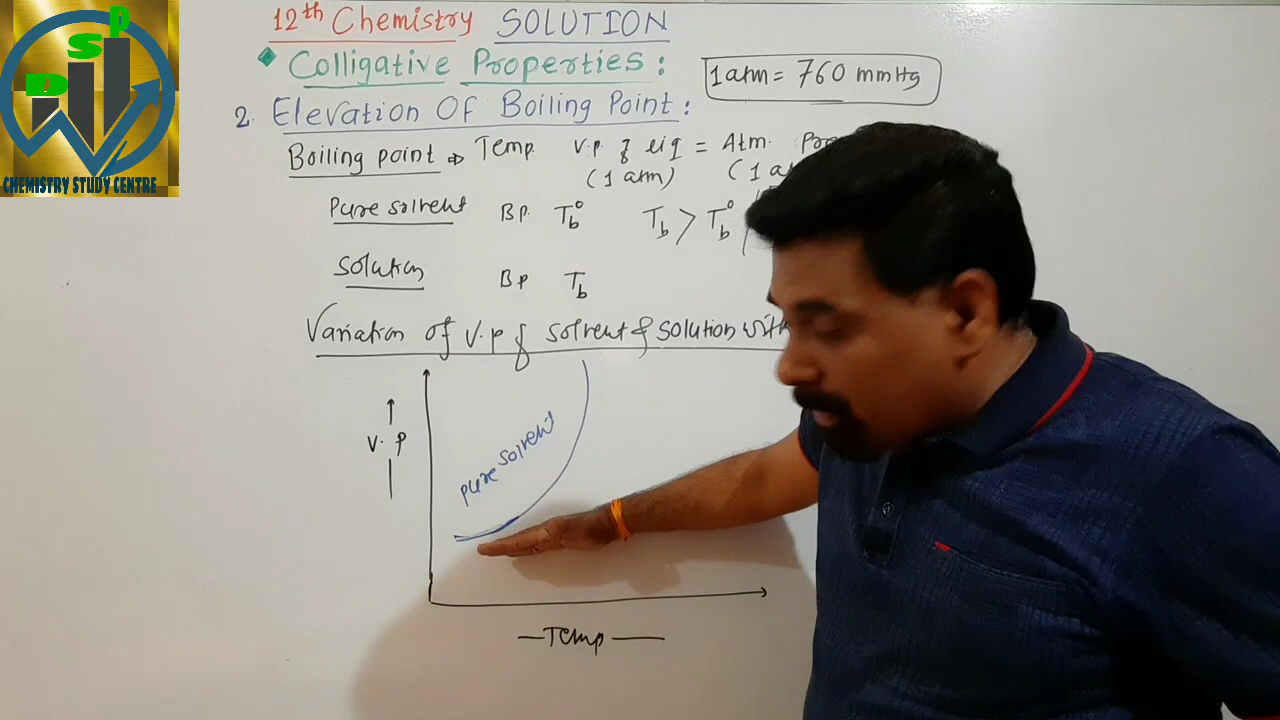 DSP
CHEMISTRY STUDY CENTRE
12th Chemistry SOLUTION
Colligative Properties:
1 atm = 760 mmHg
2. Elevation Of Boiling Point:
Boiling point ⇒ Temp V.P. of liq = Atm.
(1 atm) (1 a
Pure solvent B.P. T°b Tb > T°b
Solution B.P Tb
Variation of V.P of solvent & solution with
V.P
Pure solvent
Temp